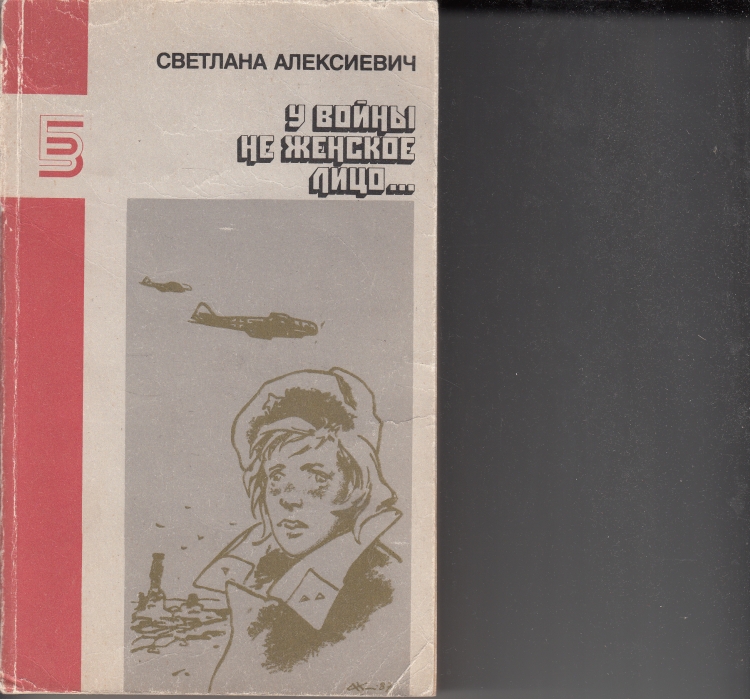 СВЕТЛАНА АЛЕКСИЕВИЧ
У ВОЙНЫ
НЕ ЖЕНСКОЕ
ЛИЦО...